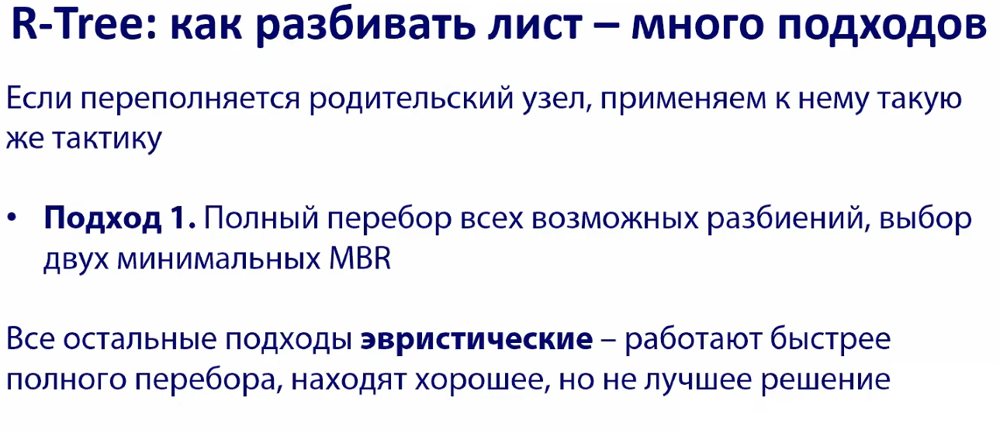 R-Tree: как разбивать лист – много подходов
Если переполняется родительский узел, применяем к нему такую
же тактику
• Подход 1. Полный перебор всех возможных разбиений, выбор
двух минимальных MBR
Все остальные подходы эвристические – работают быстрее
полного перебора, находят хорошее, но не лучшее решение